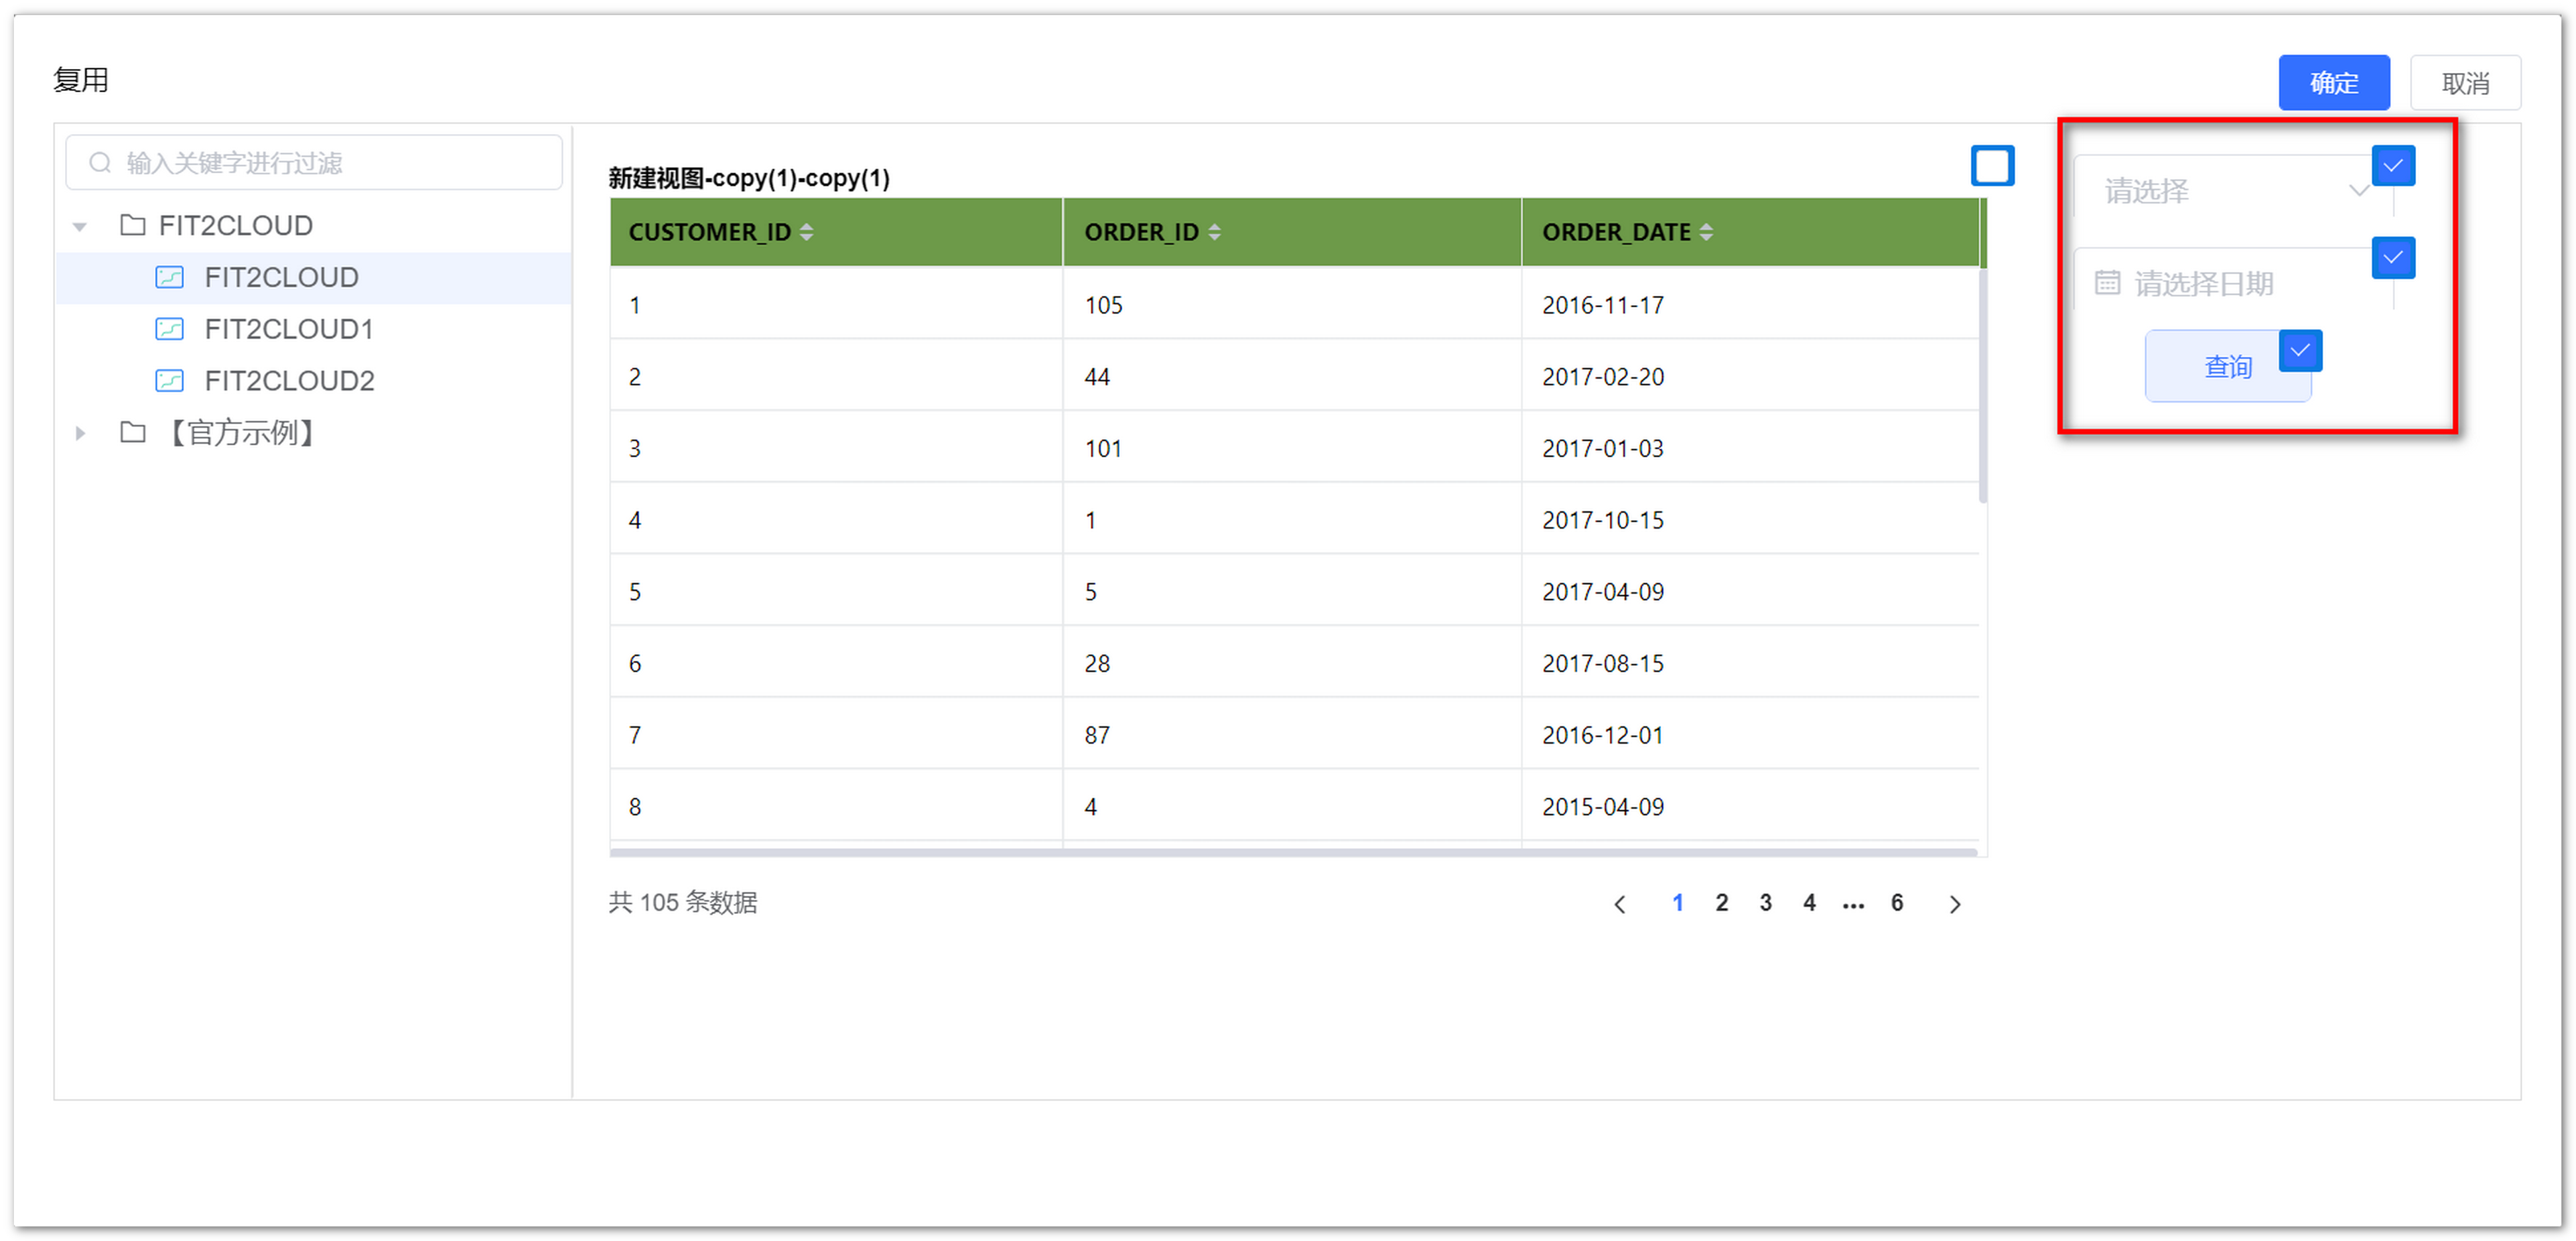 复用
确定
取消
输入关键字进行过滤
FIT2CLOUD
FIT2CLOUD
FIT2CLOUD1
FIT2CLOUD2
【官方示例】
新建视图-copy(1)-copy(1)
CUSTOMER_ID ORDER_ID ORDER_DATE
1 105 2016-11-17
2 44 2017-02-20
3 101 2017-01-03
4 1 2017-10-15
5 5 2017-04-09
6 28 2017-08-15
7 87 2016-12-01
8 4 2015-04-09
共 105 条数据
1 2 3 4 ... 6
请选择
请选择日期
查询